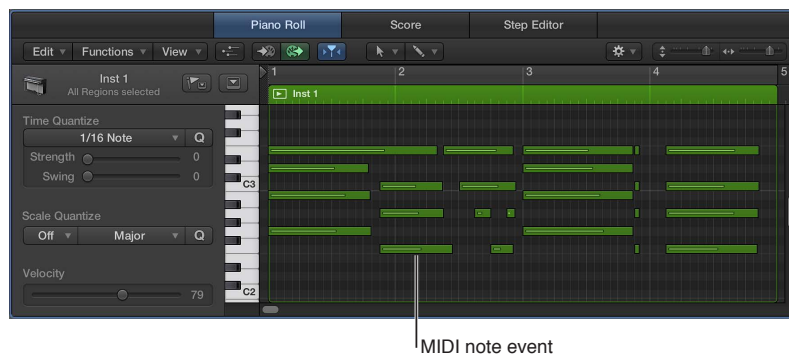 Piano Roll Score Step Editor
Edit Functions View
Inst 1
All Regions selected
1 2 3 4 5
Inst 1
Time Quantize
1/16 Note Q
Strength 0
Swing 0
C3
Scale Quantize
Off Major Q
Velocity
79
C2
MIDI note event